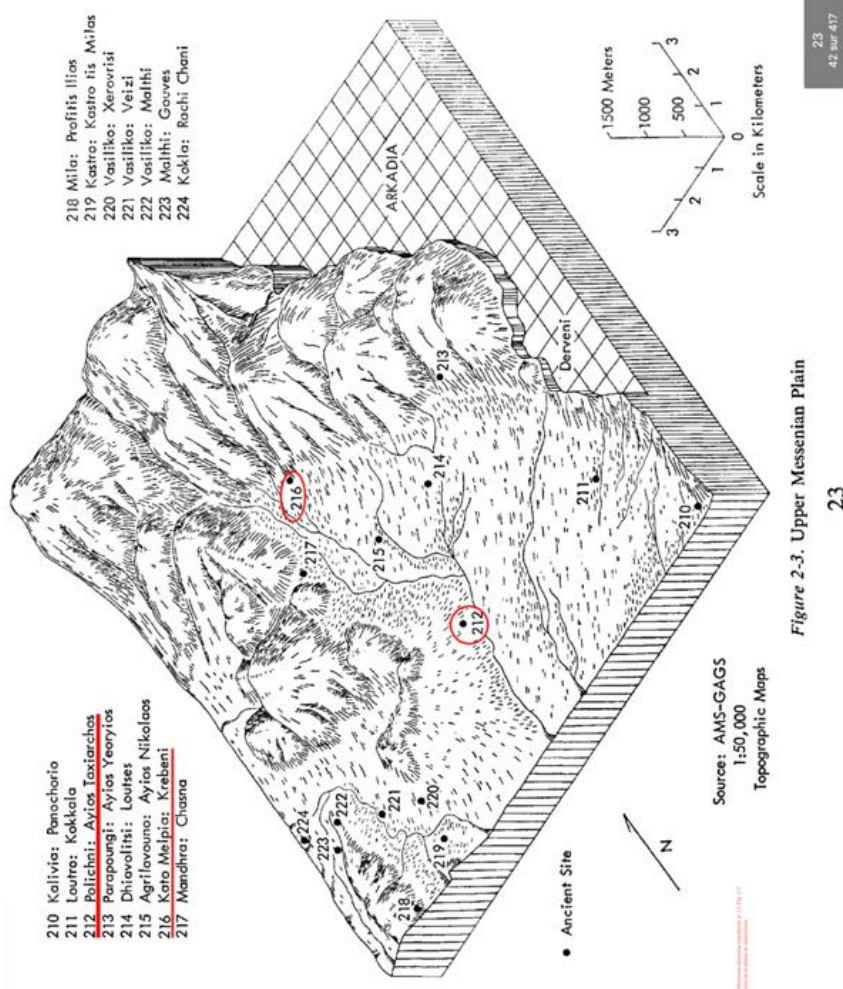 210 Kalivia: Panochorio
211 Loutro: Kokkala
212 Polichni: Ayios Taxiarchos
213 Parapoungi: Ayios Yeoryios
214 Dhiavolitsi: Loutses
215 Agrilovouno: Ayios Nikolaos
216 Kato Melpia: Krebeni
217 Mandhra: Chasna
218 Mila: Profitis Ilias
219 Kastro: Kastro tis Milas
220 Vasiliko: Xerovrisi
221 Vasiliko: Veizi
222 Vasiliko: Malthi
223 Malthi: Gouves
224 Kokla: Rachi Chani
ARKADIA
Derveni
224
223
222
221
220
219
218
217
216
215
214
213
212
211
210
1500 Meters
1000
500
3
2
1
0
1
2
3
Scale in Kilometers
N
• Ancient Site
Source: AMS-GAGS
1:50,000
Topographic Maps
Figure 2-3. Upper Messenian Plain
23
23
42 sur 417